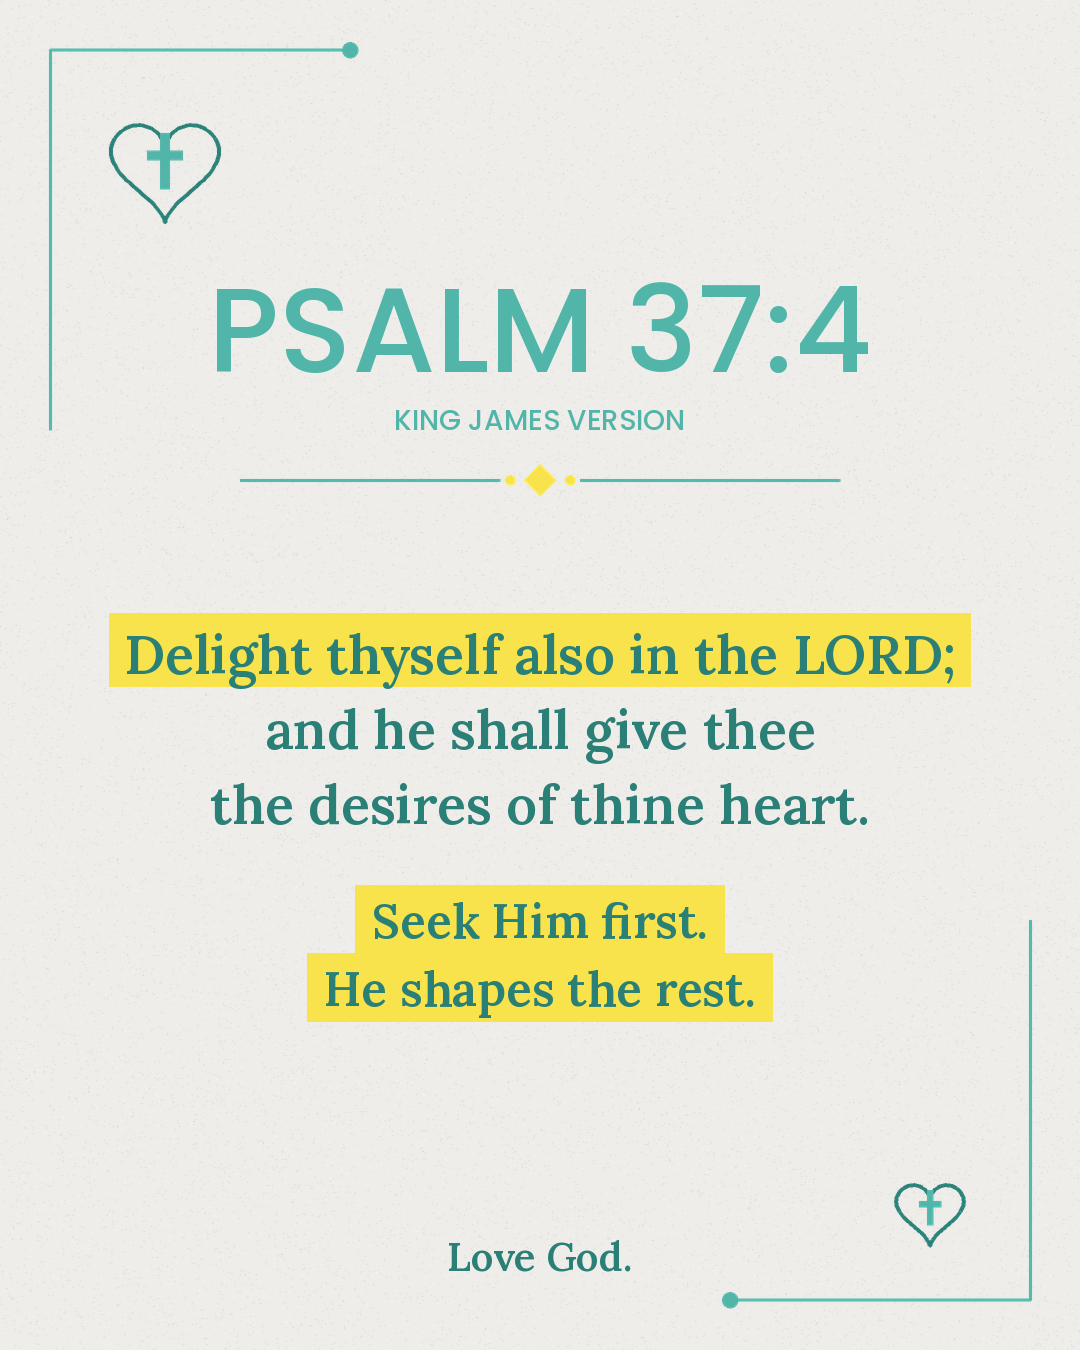 PSALM 37:4
KING JAMES VERSION
Delight thyself also in the LORD;
and he shall give thee
the desires of thine heart.
Seek Him first.
He shapes the rest.
Love God.